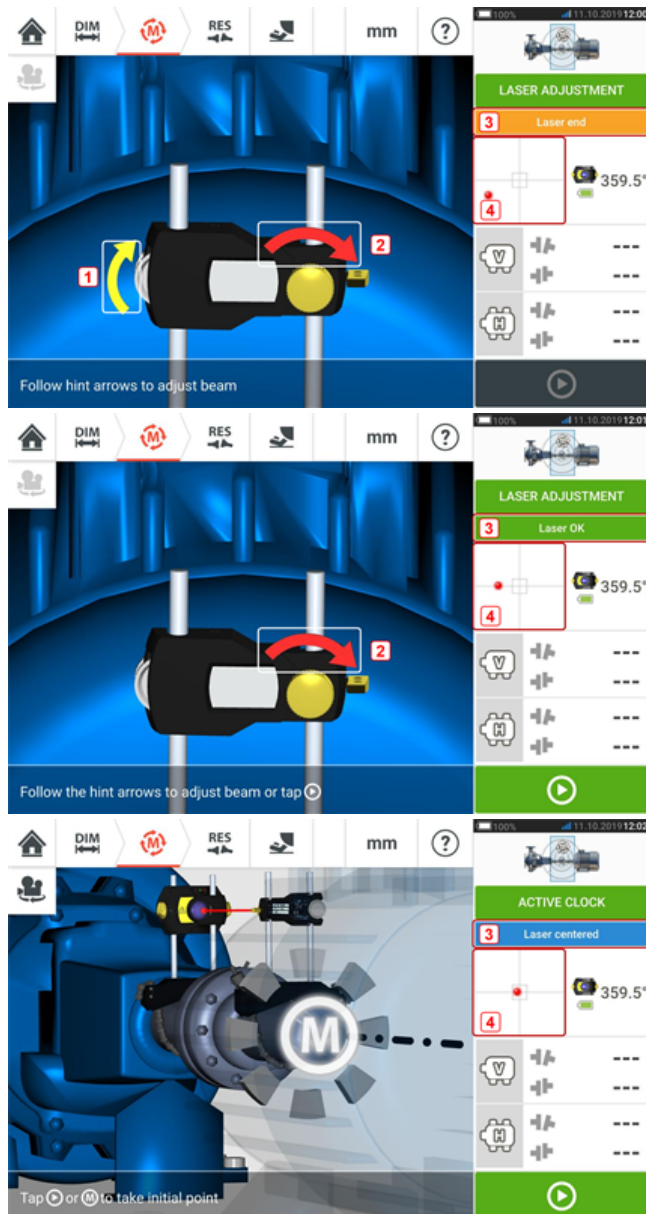 DIM
M
RES
mm
?
100% 11.10.2019 12:00
LASER ADJUSTMENT
3 Laser end
4
359.5°
1
2
V
---
---
H
---
---
Follow hint arrows to adjust beam
DIM
M
RES
mm
?
100% 11.10.2019 12:01
LASER ADJUSTMENT
3 Laser OK
4
359.5°
2
V
---
---
H
---
---
Follow the hint arrows to adjust beam or tap
DIM
M
RES
mm
?
100% 11.10.2019 12:02
ACTIVE CLOCK
3 Laser centered
4
359.5°
M
V
---
---
H
---
---
Tap or M to take initial point